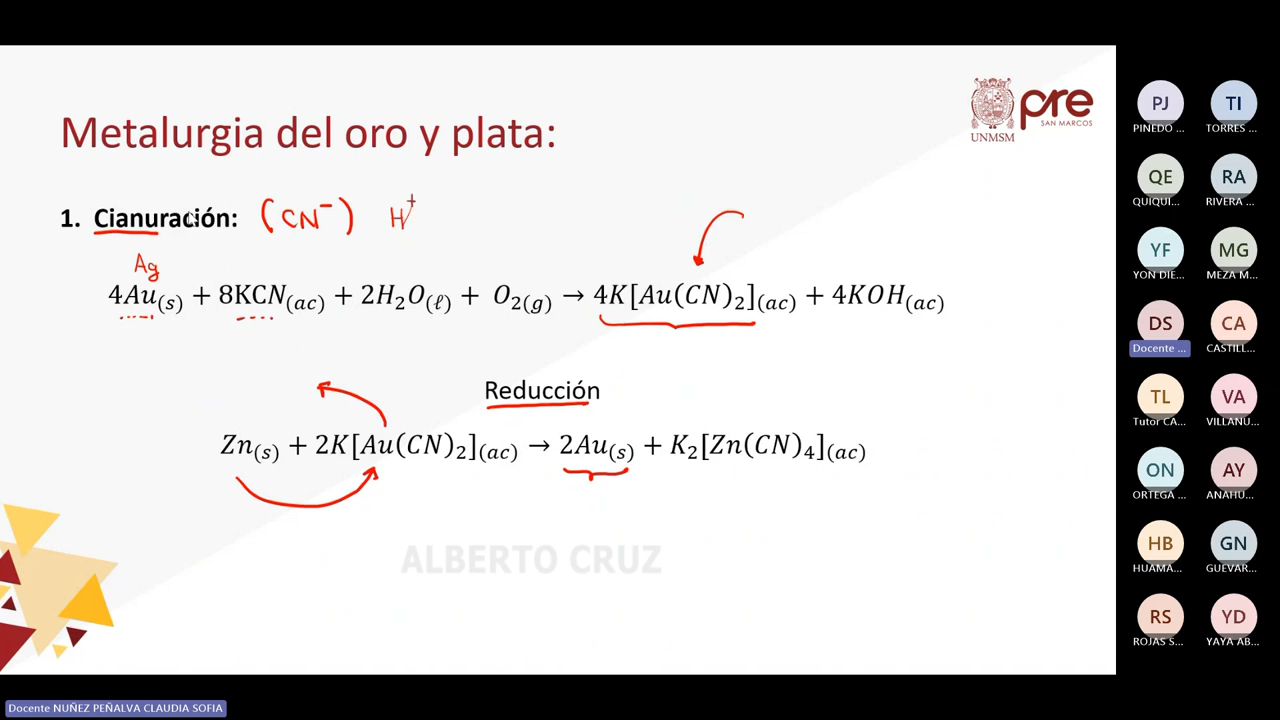 Metalurgia del oro y plata:
UNMSM
pre
SAN MARCOS
1. Cianuración: (CN⁻) H⁺
Ag
4Au(s) + 8KCN(ac) + 2H₂O(ℓ) + O₂(g) → 4K[Au(CN)₂](ac) + 4KOH(ac)
Reducción
Zn(s) + 2K[Au(CN)₂](ac) → 2Au(s) + K₂[Zn(CN)₄](ac)
ALBERTO CRUZ
PJ TI
PINEDO ... TORRES ...
QE RA
QUIQUI... RIVERA ...
YF MG
YON DIE... MEZA M...
DS CA
Docente ... CASTILL...
TL VA
Tutor CA... VILLANU...
ON AY
ORTEGA ... ANAHU...
HB GN
HUAMA... GUEVAR...
RS YD
ROJAS S... YAYA AB...
Docente NUÑEZ PEÑALVA CLAUDIA SOFIA